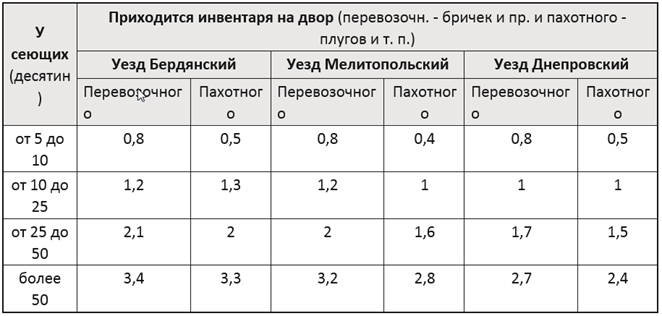 У сеющих (десятин) Приходится инвентаря на двор (перевозочн. - бричек и пр. и пахотного - плугов и т. п.)
Уезд Бердянский Уезд Мелитопольский Уезд Днепровский
Перевозочного Пахотного Перевозочного Пахотного Перевозочного Пахотного
от 5 до 10 0,8 0,5 0,8 0,4 0,8 0,5
от 10 до 25 1,2 1,3 1,2 1 1 1
от 25 до 50 2,1 2 2 1,6 1,7 1,5
более 50 3,4 3,3 3,2 2,8 2,7 2,4